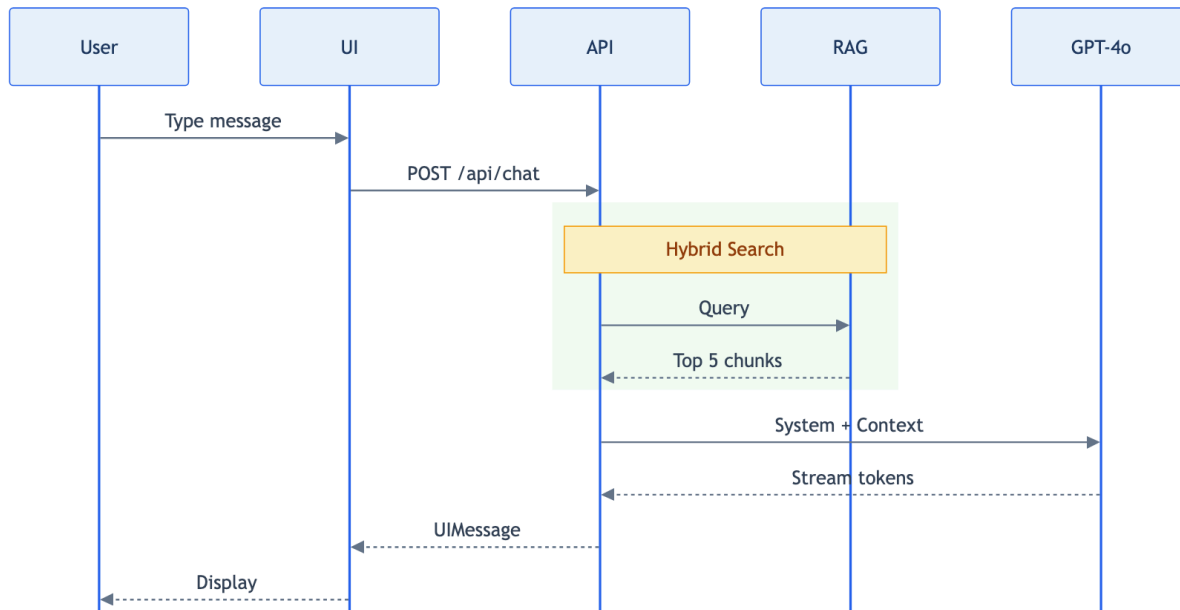 User
UI
API
RAG
GPT-4o
Type message
POST /api/chat
Hybrid Search
Query
Top 5 chunks
System + Context
Stream tokens
UIMessage
Display